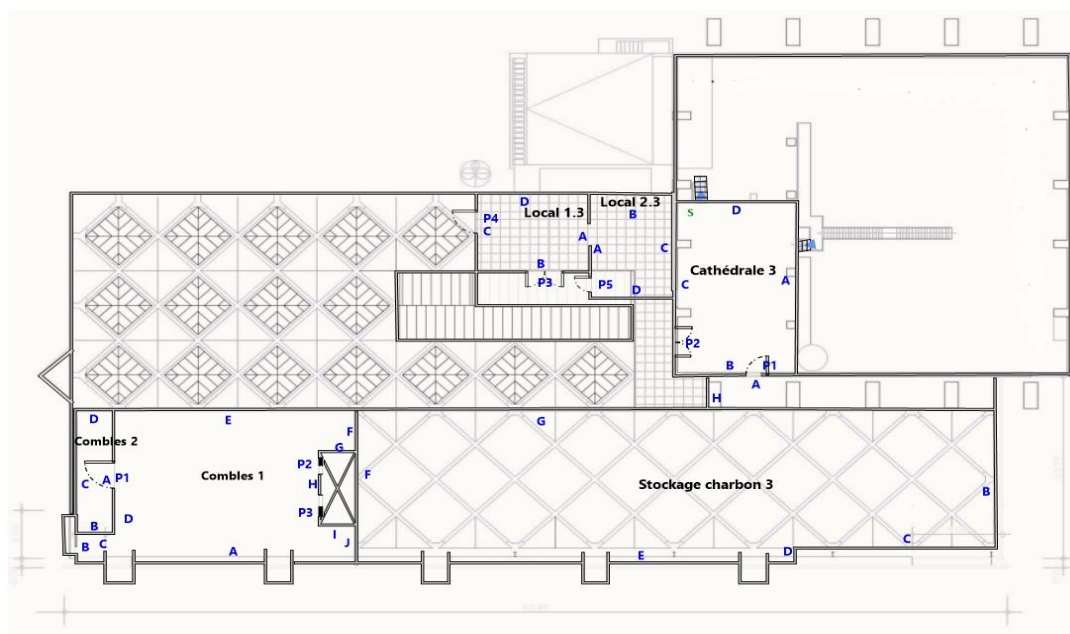 D Local 1.3 Local 2.3
B
P4
C
A A C
B
P3 P5 D
S D
Cathédrale 3
C A
P2
B P1
A
H
D E F G
Combles 2
G
P2
F
Combles 1
C A P1 H
Stockage charbon 3
B
P3
D
B
I
B C J
A
C
D
E